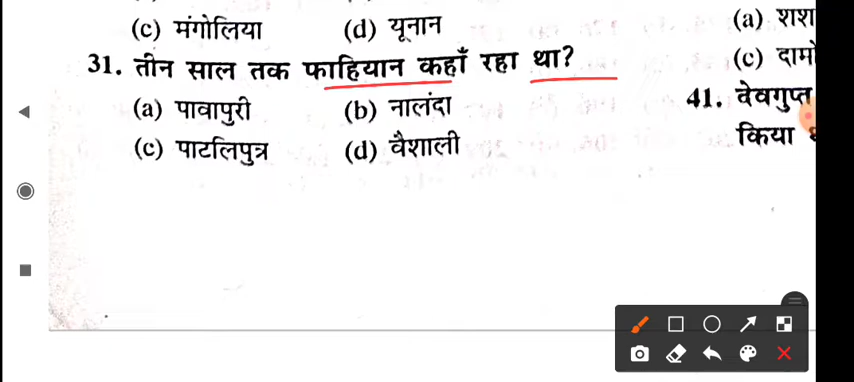 (c) मंगोलिया (d) यूनान
31. तीन साल तक फाहियान कहाँ रहा था?
(a) पावापुरी (b) नालंदा
(c) पाटलिपुत्र (d) वैशाली
(a) शश
(c) दामो
41. देवगुप्त
किया